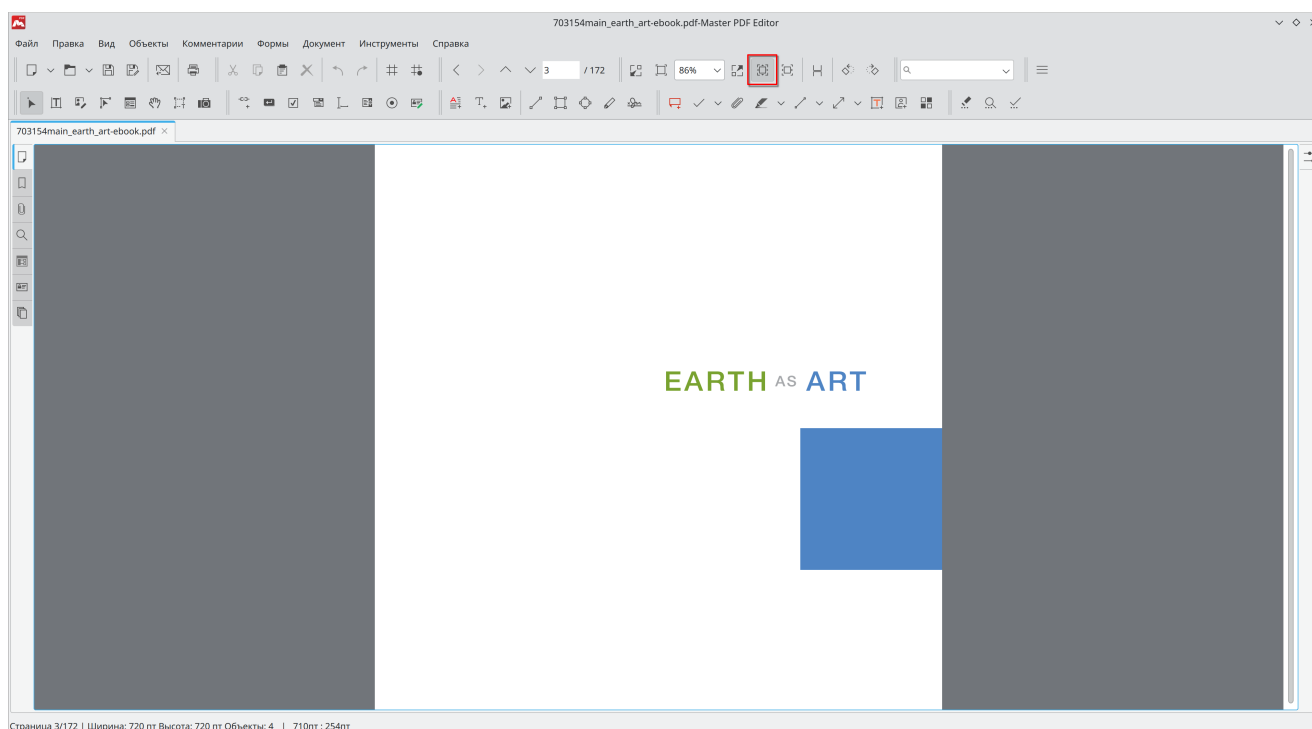 703154main_earth_art-ebook.pdf-Master PDF Editor
Файл Правка Вид Объекты Комментарии Формы Документ Инструменты Справка
3 / 172 86%
703154main_earth_art-ebook.pdf
EARTH AS ART
Страница 3/172 | Ширина: 720 пт Высота: 720 пт Объекты: 4 | 710пт : 254пт